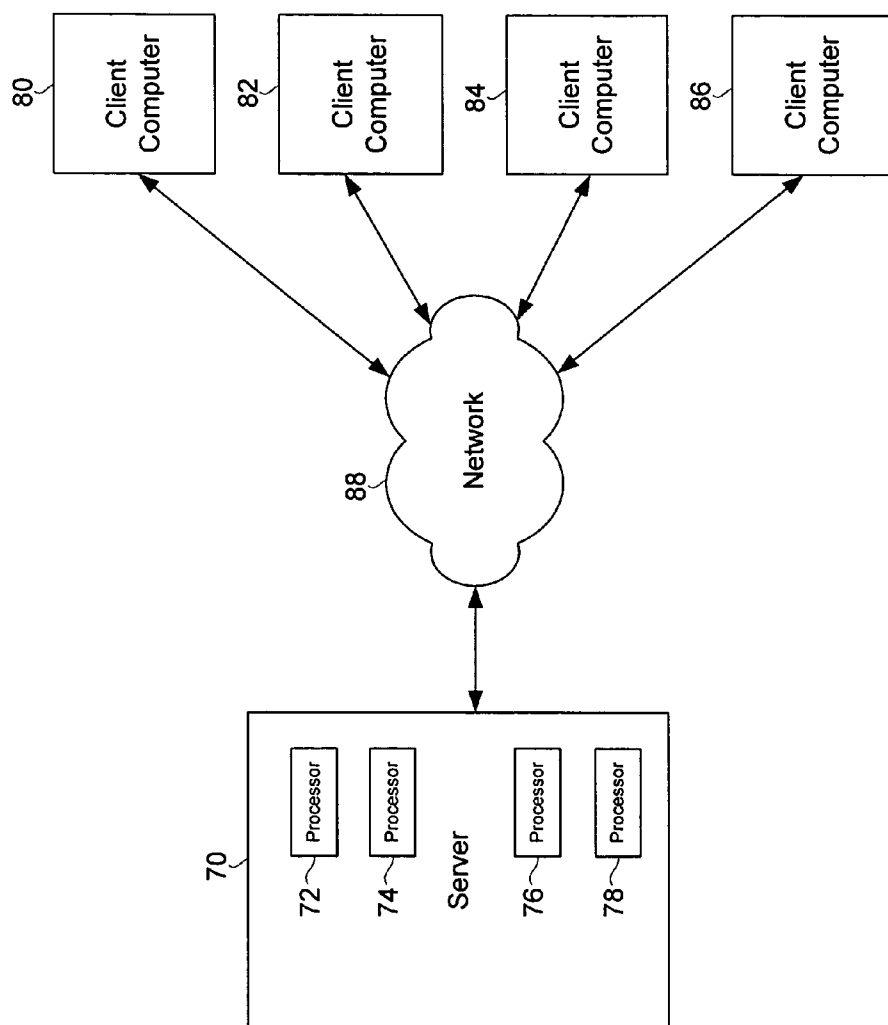 80
Client
Computer
82
Client
Computer
84
Client
Computer
86
Client
Computer
88
Network
70
Server
72
Processor
74
Processor
76
Processor
78
Processor